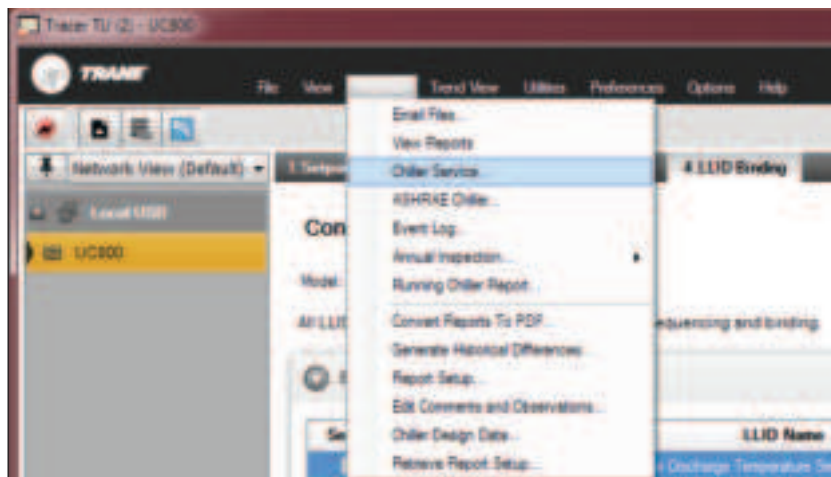 Tracer TU (2) - UC800
TRANE
File View Trend View Utilities Preferences Options Help
Email Files...
View Reports
Network View (Default)
Chiller Service...
4.LLID Binding
ASHRAE Chiller...
Local USB
Con
Event Log...
UC800
Annual Inspection...
Model:
Running Chiller Report...
All LLID
Convert Reports To PDF...
equencing and binding.
Generate Historical Differences
Report Setup...
Edit Comments and Observations...
Se
Chiller Design Data...
LLID Name
Retrieve Report Setup...
Discharge Temperature Se